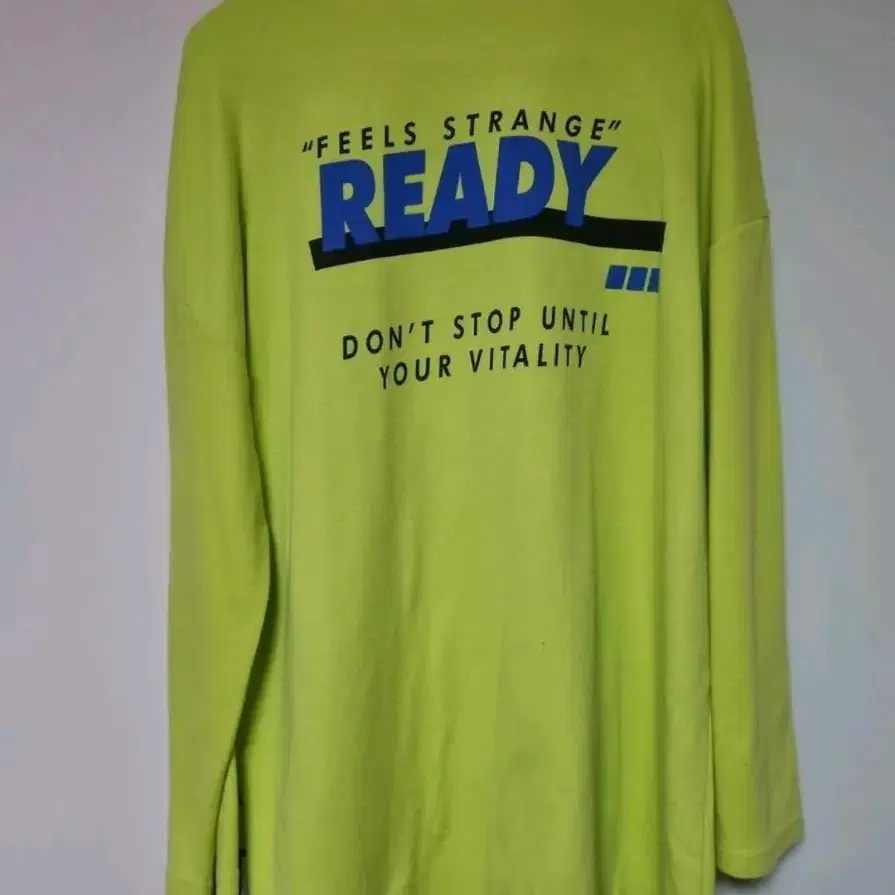 "FEELS STRANGE"
READY
DON'T STOP UNTIL
YOUR VITALITY